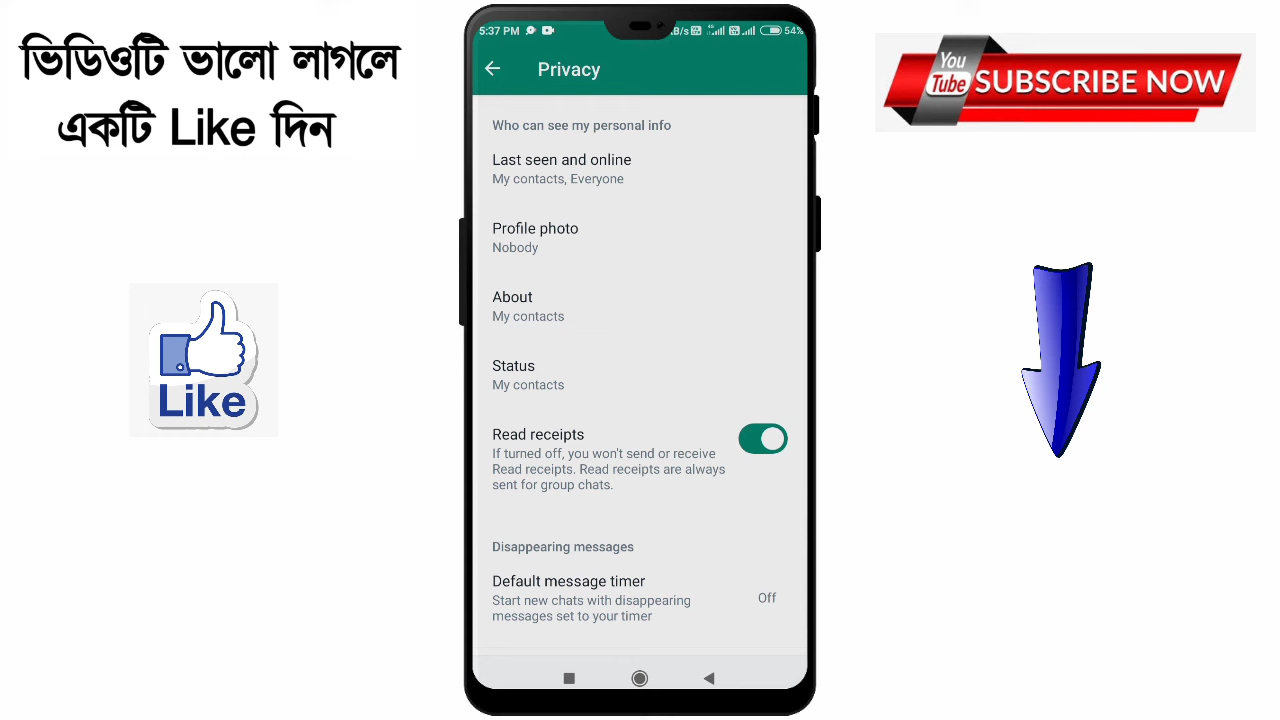 ভিডিওটি ভালো লাগলে
একটি Like দিন
Like
5:37 PM
54%
Privacy
Who can see my personal info
Last seen and online
My contacts, Everyone
Profile photo
Nobody
About
My contacts
Status
My contacts
Read receipts
If turned off, you won't send or receive
Read receipts. Read receipts are always
sent for group chats.
Disappearing messages
Default message timer
Start new chats with disappearing
messages set to your timer
Off
You
Tube SUBSCRIBE NOW